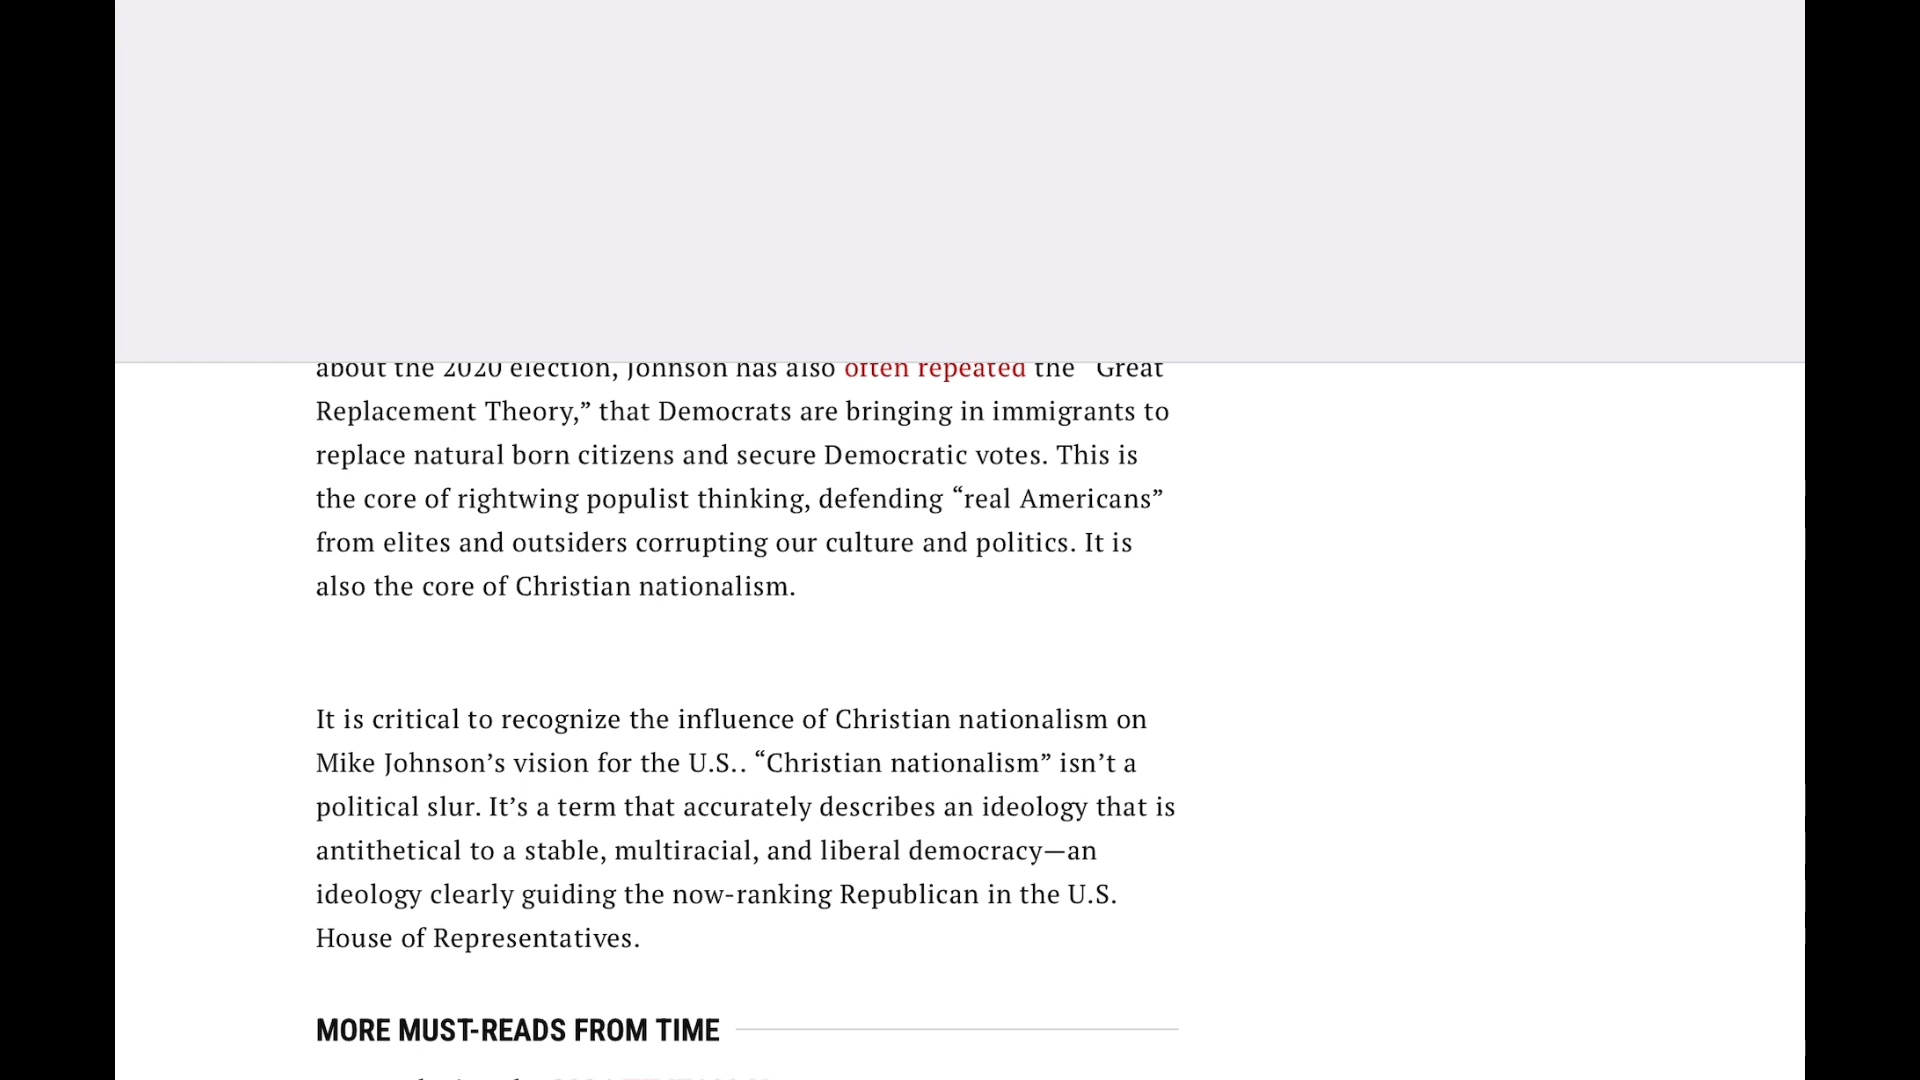 about the 2020 election, Johnson has also often repeated the “Great
Replacement Theory,” that Democrats are bringing in immigrants to
replace natural born citizens and secure Democratic votes. This is
the core of rightwing populist thinking, defending “real Americans”
from elites and outsiders corrupting our culture and politics. It is
also the core of Christian nationalism.
It is critical to recognize the influence of Christian nationalism on
Mike Johnson’s vision for the U.S.. “Christian nationalism” isn’t a
political slur. It’s a term that accurately describes an ideology that is
antithetical to a stable, multiracial, and liberal democracy—an
ideology clearly guiding the now-ranking Republican in the U.S.
House of Representatives.
MORE MUST-READS FROM TIME